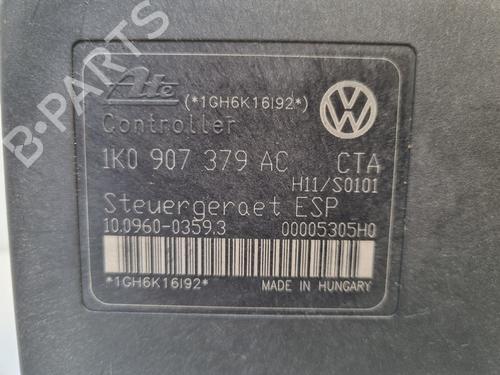 B-PARTS
Ate (*1GH6K16I92*)
Controller
1K0 907 379 AC CTA
H11/S0101
Steuergeraet ESP
10.0960-0359.3 00005305H0
*1GH6K16I92* MADE IN HUNGARY